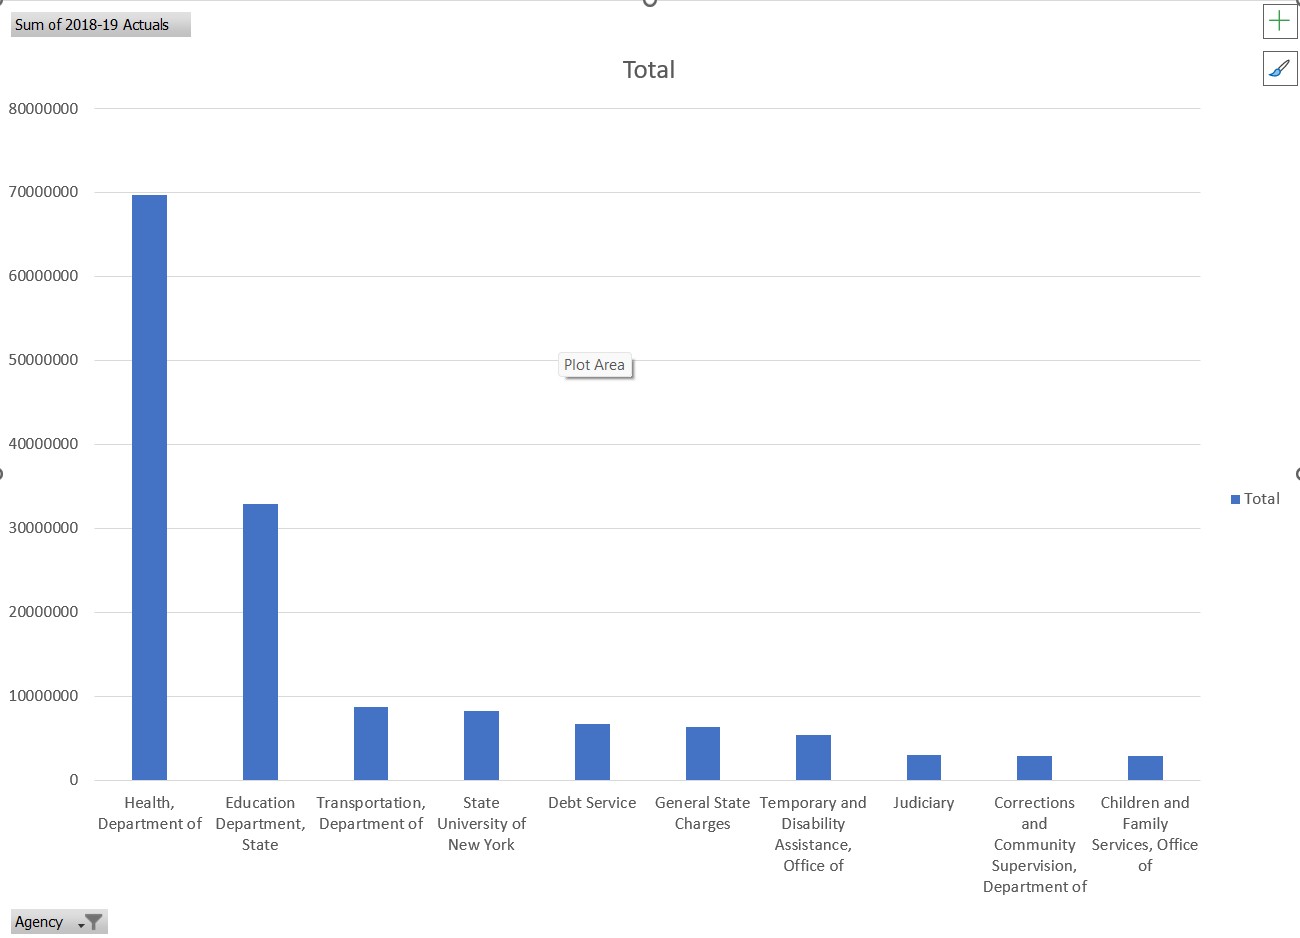 Sum of 2018-19 Actuals
Total
80000000
70000000
60000000
50000000
40000000
30000000
20000000
10000000
0
Plot Area
Total
Health,
Department of
Education
Department,
State
Transportation,
Department of
State
University of
New York
Debt Service
General State
Charges
Temporary and
Disability
Assistance,
Office of
Judiciary
Corrections
and
Community
Supervision,
Department of
Children and
Family
Services, Office
of
Agency